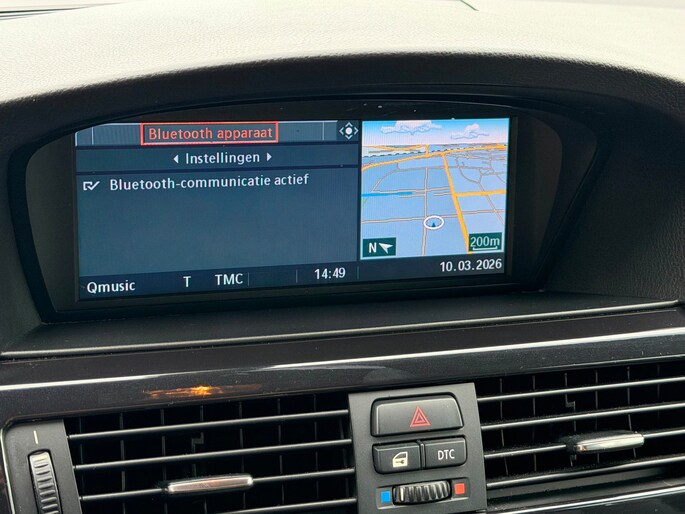 Bluetooth apparaat
Instellingen
Bluetooth-communicatie actief
N
200m
Qmusic T TMC 14:49 10.03.2026
DTC